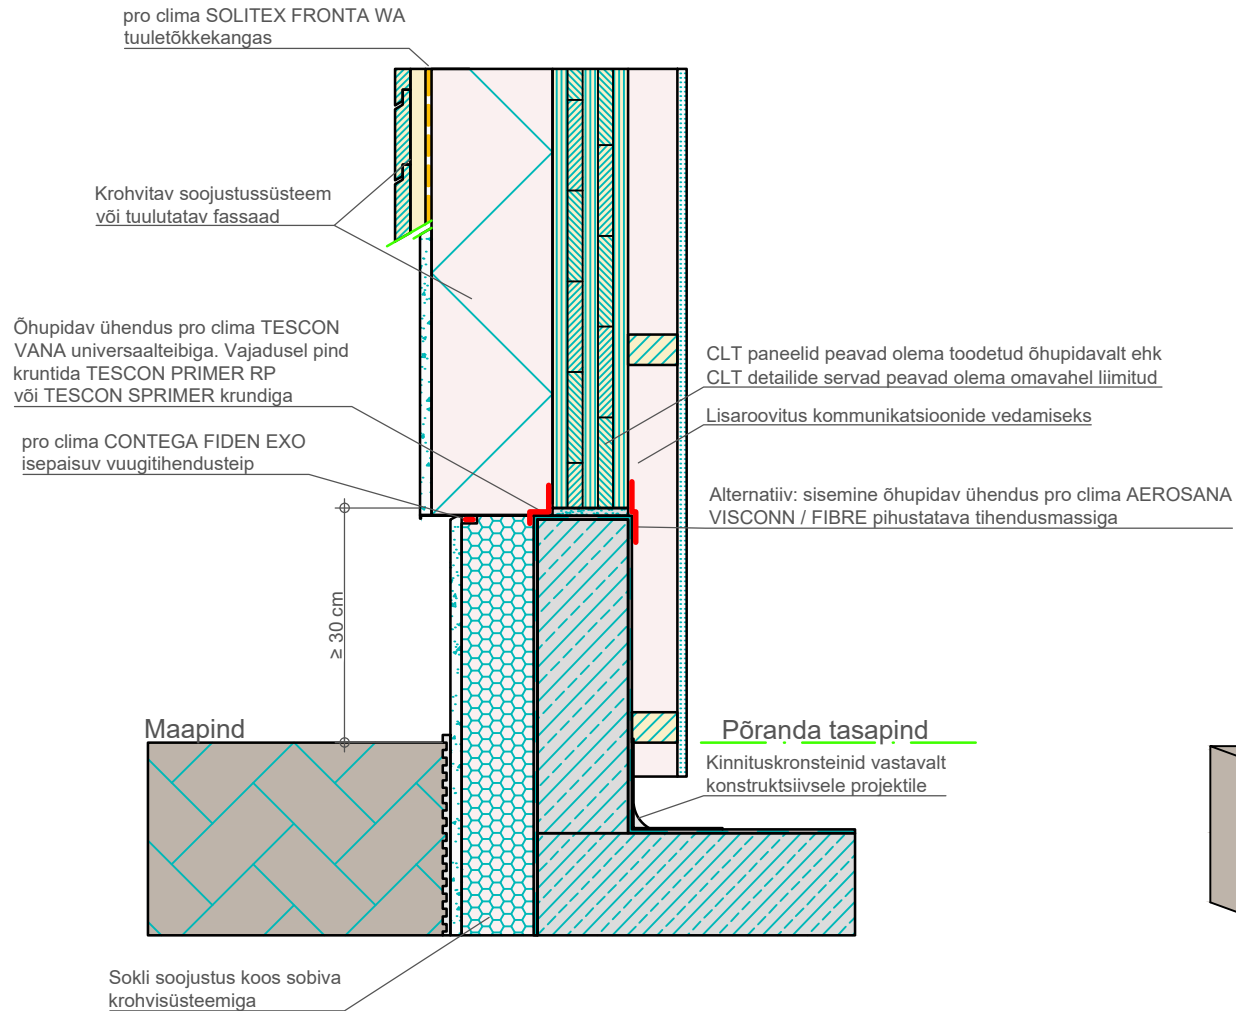 pro clima SOLITEX FRONTA WA
tuuletõkkekangas
Krohvitav soojustussüsteem
või tuulutatav fassaad
Õhupidav ühendus pro clima TESCON
VANA universaalteibiga. Vajadusel pind
kruntida TESCON PRIMER RP
või TESCON SPRIMER krundiga
pro clima CONTEGA FIDEN EXO
isepaisuv vuugitihendusteip
CLT paneelid peavad olema toodetud õhupidavalt ehk
CLT detailide servad peavad olema omavahel liimitud
Lisaroovitus kommunikatsioonide vedamiseks
Alternatiiv: sisemine õhupidav ühendus pro clima AEROSANA
VISCONN / FIBRE pihustatava tihendusmassiga
≥ 30 cm
Maapind
Põranda tasapind
Kinnituskronsteinid vastavalt
konstruktsiivsele projektile
Sokli soojustus koos sobiva
krohvisüsteemiga